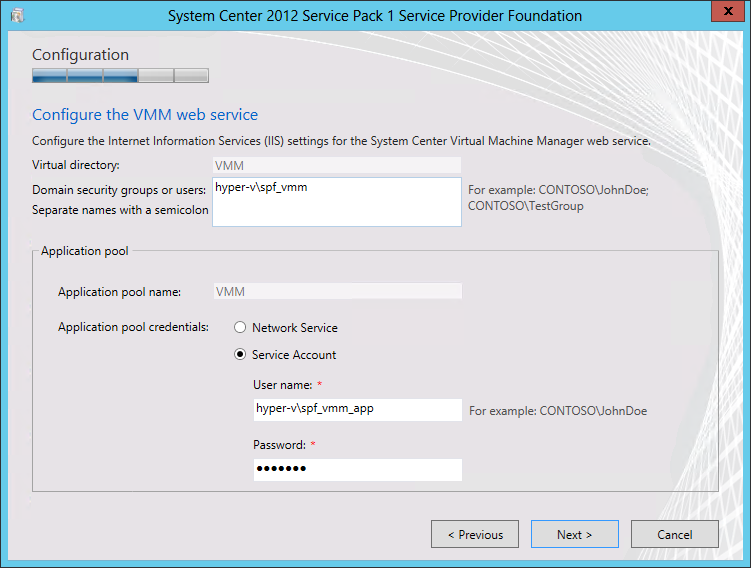 System Center 2012 Service Pack 1 Service Provider Foundation
x
Configuration
Configure the VMM web service
Configure the Internet Information Services (IIS) settings for the System Center Virtual Machine Manager web service.
Virtual directory:
VMM
Domain security groups or users:
hyper-v\spf_vmm
For example: CONTOSO\JohnDoe;
Separate names with a semicolon
CONTOSO\TestGroup
Application pool
Application pool name:
VMM
Application pool credentials:
Network Service
Service Account
User name: *
hyper-v\spf_vmm_app
For example: CONTOSO\JohnDoe
Password: *
●●●●●●●
< Previous
Next >
Cancel